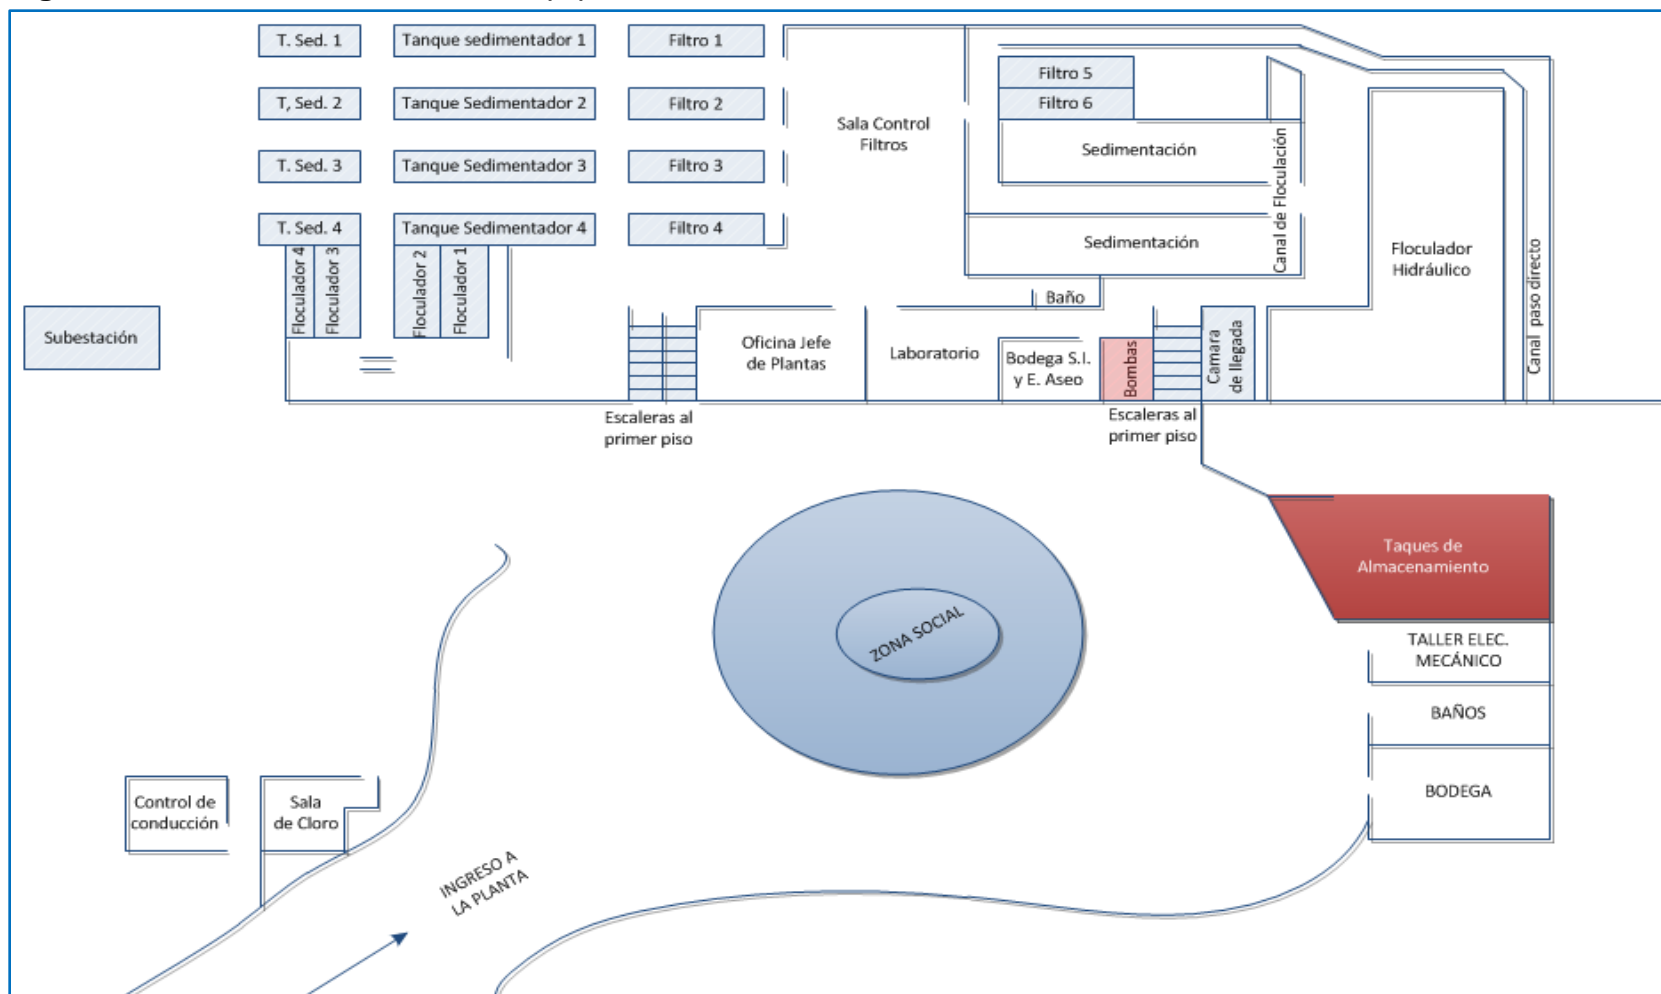 T. Sed. 1
Tanque sedimentador 1
Filtro 1
T, Sed. 2
Tanque Sedimentador 2
Filtro 2
T. Sed. 3
Tanque Sedimentador 3
Filtro 3
T. Sed. 4
Tanque Sedimentador 4
Filtro 4
Floculador 4
Floculador 3
Floculador 2
Floculador 1
Subestación
Sala Control
Filtros
Filtro 5
Filtro 6
Sedimentación
Sedimentación
Canal de Floculación
Floculador
Hidráulico
Canal paso directo
Baño
Oficina Jefe
de Plantas
Laboratorio
Bodega S.I.
y E. Aseo
Bombas
Camara
de llegada
Escaleras al
primer piso
Escaleras al
primer piso
Taques de
Almacenamiento
ZONA SOCIAL
TALLER ELEC.
MECÁNICO
BAÑOS
BODEGA
Control de
conducción
Sala
de Cloro
INGRESO A
LA PLANTA